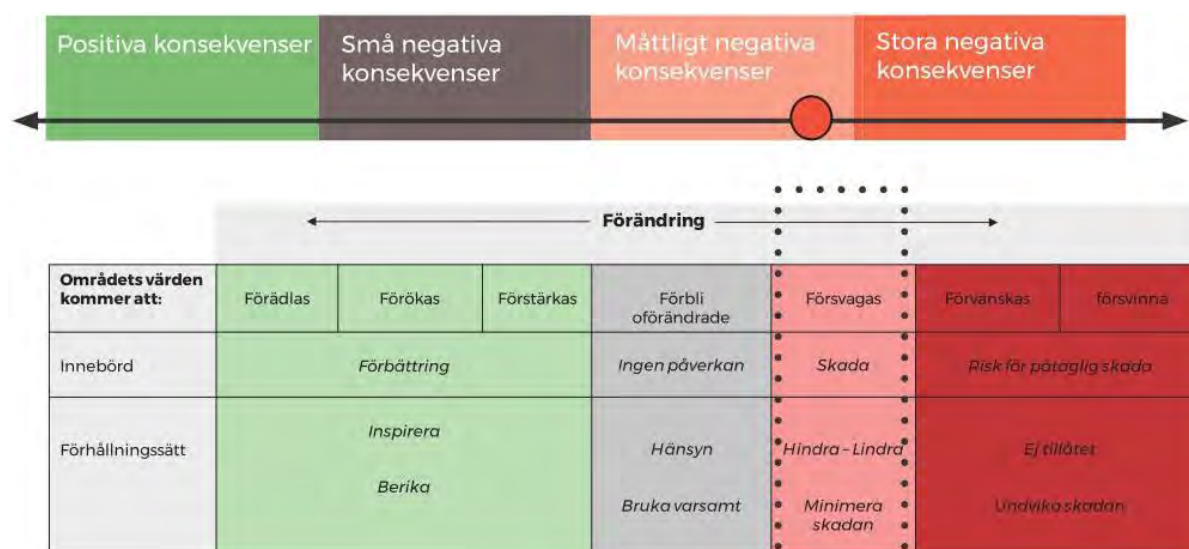 Positiva konsekvenser
Små negativa
konsekvenser
Måttligt negativa
konsekvenser
Stora negativa
konsekvenser
Förändring
Områdets värden
kommer att:
Förädlas
Förökas
Förstärkas
Förbli
oförändrade
Försvagas
Förvanskas
försvinna
Innebörd
Förbättring
Ingen påverkan
Skada
Risk för påtaglig skada
Förhållningssätt
Inspirera
Berika
Hänsyn
Bruka varsamt
Hindra – Lindra
Minimera
skadan
Ej tillåtet
Undvika skadan